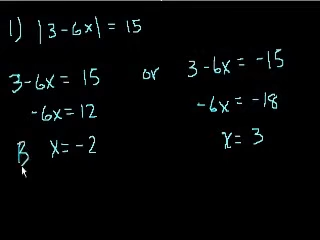 1) |3-6x| = 15
3-6x = 15 or 3-6x = -15
-6x = 12 -6x = -18
B x = -2 x = 3